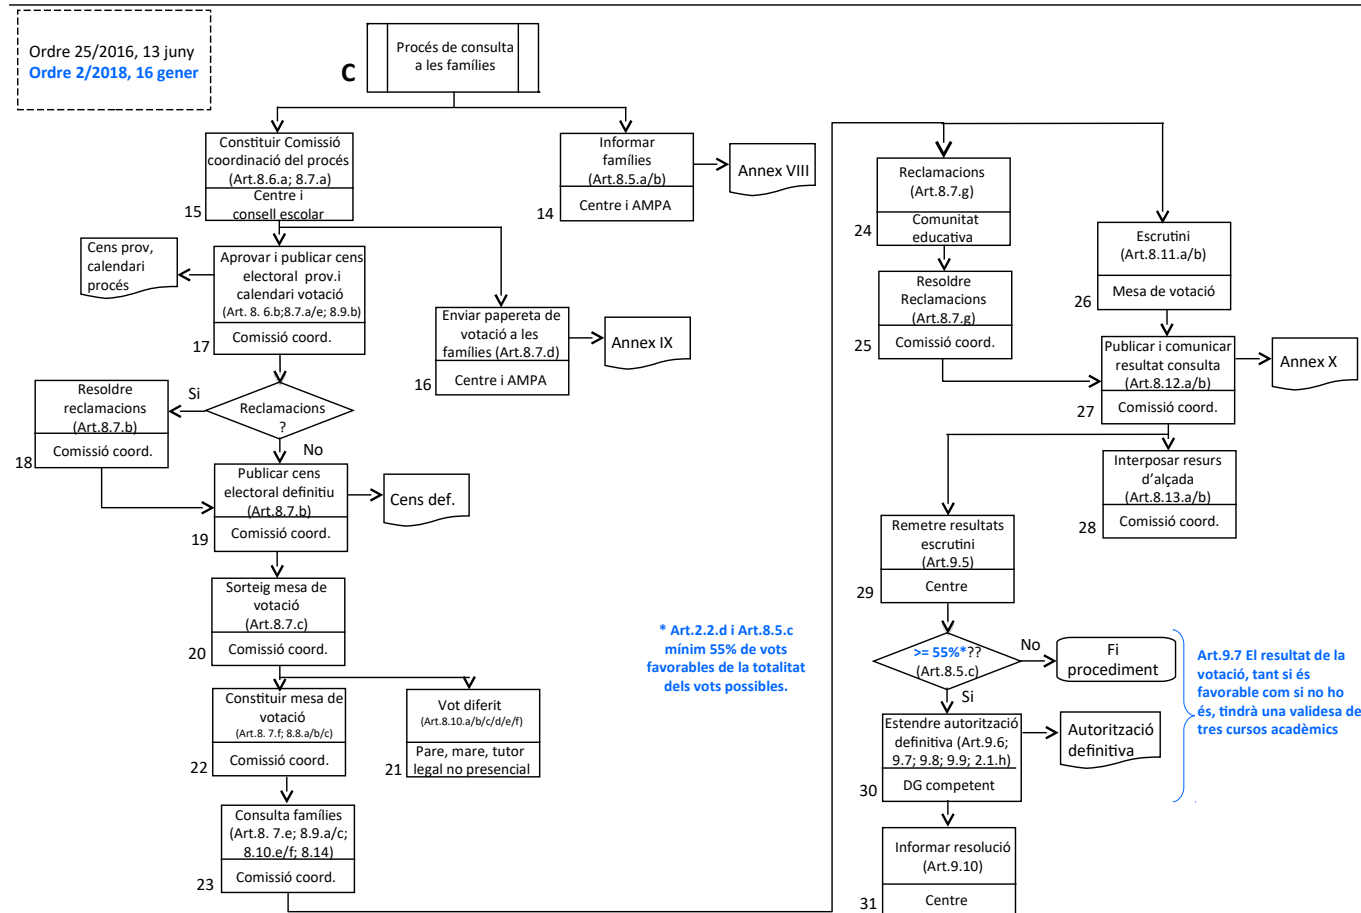 Ordre 25/2016, 13 juny
Ordre 2/2018, 16 gener
C
Procés de consulta
a les famílies
Constituir Comissió
coordinació del procés
(Art.8.6.a; 8.7.a)
Centre i
consell escolar
15
Informar
famílies
(Art.8.5.a/b)
Centre i AMPA
14
Annex VIII
Cens prov,
calendari
procés
Aprovar i publicar cens
electoral prov.i
calendari votació
(Art. 8. 6.b;8.7.a/e; 8.9.b)
Comissió coord.
17
Enviar papereta de
votació a les
famílies (Art.8.7.d)
Centre i AMPA
16
Annex IX
Reclamacions
?
Si
No
Resoldre
reclamacions
(Art.8.7.b)
Comissió coord.
18
Publicar cens
electoral definitiu
(Art.8.7.b)
Comissió coord.
19
Cens def.
Sorteig mesa de
votació
(Art.8.7.c)
Comissió coord.
20
Constituir mesa de
votació
(Art.8. 7.f; 8.8.a/b/c)
Comissió coord.
22
Vot diferit
(Art.8.10.a/b/c/d/e/f)
Pare, mare, tutor
legal no presencial
21
Consulta famílies
(Art.8. 7.e; 8.9.a/c;
8.10.e/f; 8.14)
Comissió coord.
23
* Art.2.2.d i Art.8.5.c
mínim 55% de vots
favorables de la totalitat
dels vots possibles.
Reclamacions
(Art.8.7.g)
Comunitat
educativa
24
Resoldre
Reclamacions
(Art.8.7.g)
Comissió coord.
25
Escrutini
(Art.8.11.a/b)
Mesa de votació
26
Publicar i comunicar
resultat consulta
(Art.8.12.a/b)
Comissió coord.
27
Annex X
Interposar resurs
d’alçada
(Art.8.13.a/b)
Comissió coord.
28
Remetre resultats
escrutini
(Art.9.5)
Centre
29
>= 55%*??
(Art.8.5.c)
No
Si
Fi
procediment
Estendre autorització
definitiva (Art.9.6;
9.7; 9.8; 9.9; 2.1.h)
DG competent
30
Autorització
definitiva
Art.9.7 El resultat de la
votació, tant si és
favorable com si no ho
és, tindrà una validesa de
tres cursos acadèmics
Informar resolució
(Art.9.10)
Centre
31